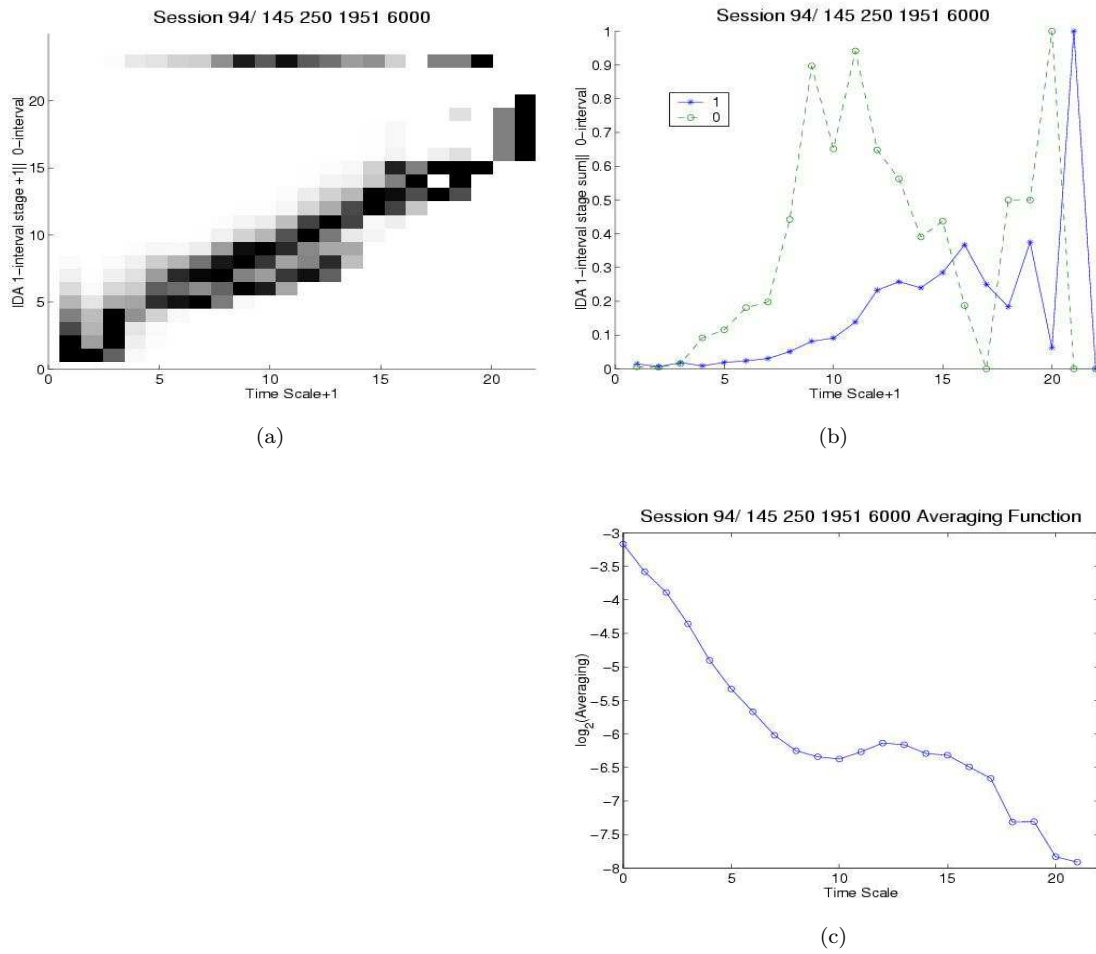 Session 94/ 145 250 1951 6000
IDA 1−interval stage +1|| 0−interval
20
15
10
5
0
0 5 10 15 20
Time Scale+1
(a)
Session 94/ 145 250 1951 6000
IDA 1−interval stage sum|| 0−interval
1
0.9
0.8
0.7
0.6
0.5
0.4
0.3
0.2
0.1
0
1
0
0 5 10 15 20
Time Scale+1
(b)
Session 94/ 145 250 1951 6000 Averaging Function
log2(Averaging)
−3
−3.5
−4
−4.5
−5
−5.5
−6
−6.5
−7
−7.5
−8
0 5 10 15 20
Time Scale
(c)